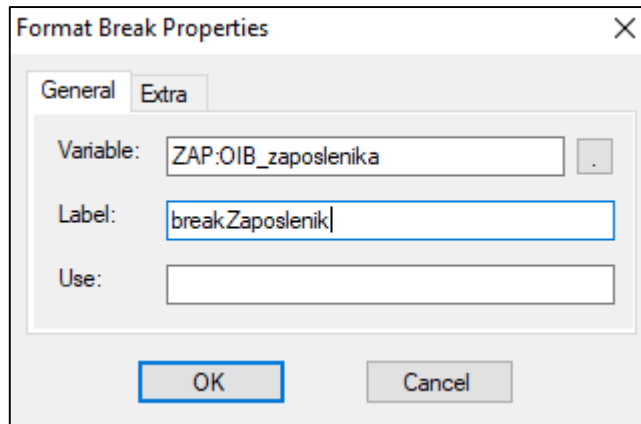 Format Break Properties
General Extra
Variable: ZAP:OIB_zaposlenika .
Label: breakZaposlenik
Use:
OK Cancel